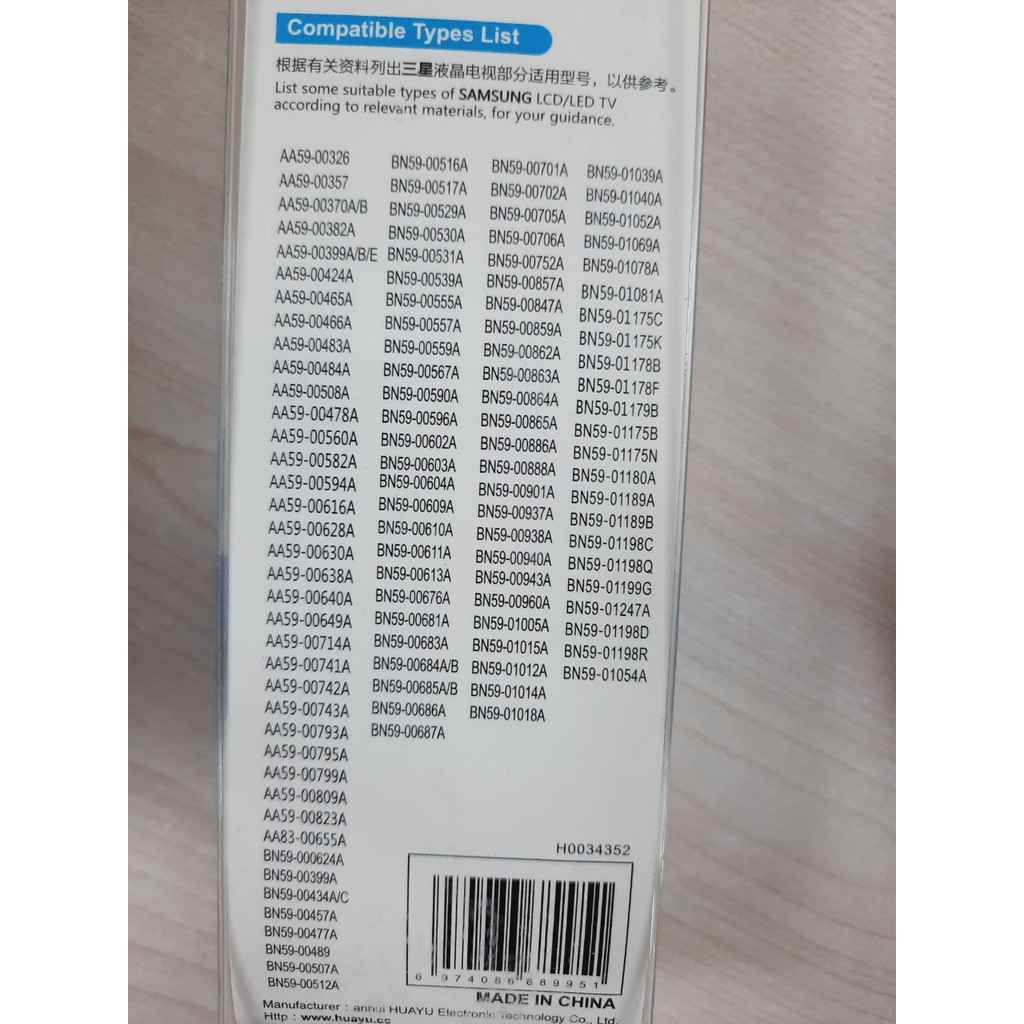 Compatible Types List
根据有关资料列出三星液晶电视部分适用型号，以供参考。
List some suitable types of SAMSUNG LCD/LED TV
according to relevant materials, for your guidance.
AA59-00326
AA59-00357
AA59-00370A/B
AA59-00382A
AA59-00399A/B/E
AA59-00424A
AA59-00465A
AA59-00466A
AA59-00483A
AA59-00484A
AA59-00508A
AA59-00478A
AA59-00560A
AA59-00582A
AA59-00594A
AA59-00616A
AA59-00628A
AA59-00630A
AA59-00638A
AA59-00640A
AA59-00649A
AA59-00714A
AA59-00741A
AA59-00742A
AA59-00743A
AA59-00793A
AA59-00795A
AA59-00799A
AA59-00809A
AA59-00823A
AA83-00655A
BN59-000624A
BN59-00399A
BN59-00434A/C
BN59-00457A
BN59-00477A
BN59-00489
BN59-00507A
BN59-00512A
BN59-00516A
BN59-00517A
BN59-00529A
BN59-00530A
BN59-00531A
BN59-00539A
BN59-00555A
BN59-00557A
BN59-00559A
BN59-00567A
BN59-00590A
BN59-00596A
BN59-00602A
BN59-00603A
BN59-00604A
BN59-00609A
BN59-00610A
BN59-00611A
BN59-00613A
BN59-00676A
BN59-00681A
BN59-00683A
BN59-00684A/B
BN59-00685A/B
BN59-00686A
BN59-00687A
BN59-00701A
BN59-00702A
BN59-00705A
BN59-00706A
BN59-00752A
BN59-00857A
BN59-00847A
BN59-00859A
BN59-00862A
BN59-00863A
BN59-00864A
BN59-00865A
BN59-00886A
BN59-00888A
BN59-00901A
BN59-00937A
BN59-00938A
BN59-00940A
BN59-00943A
BN59-00960A
BN59-01005A
BN59-01015A
BN59-01012A
BN59-01014A
BN59-01018A
BN59-01039A
BN59-01040A
BN59-01052A
BN59-01069A
BN59-01078A
BN59-01081A
BN59-01175C
BN59-01175K
BN59-01178B
BN59-01178F
BN59-01179B
BN59-01175B
BN59-01175N
BN59-01180A
BN59-01189A
BN59-01189B
BN59-01198C
BN59-01198Q
BN59-01199G
BN59-01247A
BN59-01198D
BN59-01198R
BN59-01054A
H0034352
6 974086 689951
MADE IN CHINA
Manufacturer : anhui HUAYU Electronic Technology Co., Ltd.
Http : www.huayu.cc